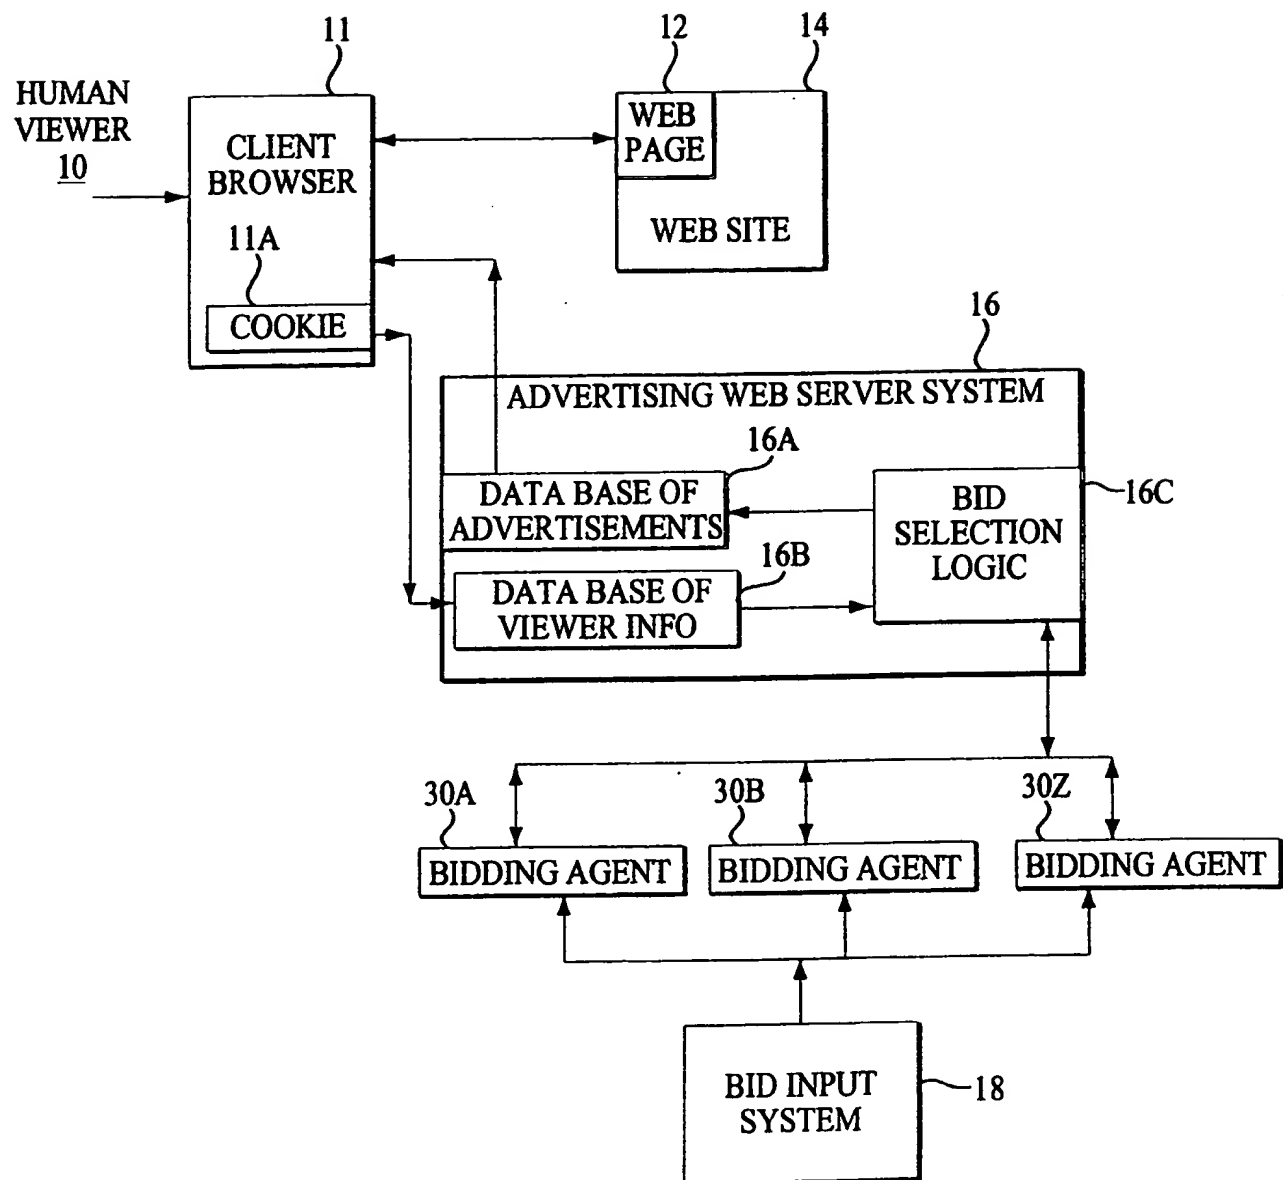 11
12
14
HUMAN
VIEWER
10
CLIENT
BROWSER
WEB
PAGE
WEB SITE
11A
COOKIE
16
ADVERTISING WEB SERVER SYSTEM
16A
DATA BASE OF
ADVERTISEMENTS
BID
SELECTION
LOGIC
16C
16B
DATA BASE OF
VIEWER INFO
30A
30B
30Z
BIDDING AGENT
BIDDING AGENT
BIDDING AGENT
BID INPUT
SYSTEM
18